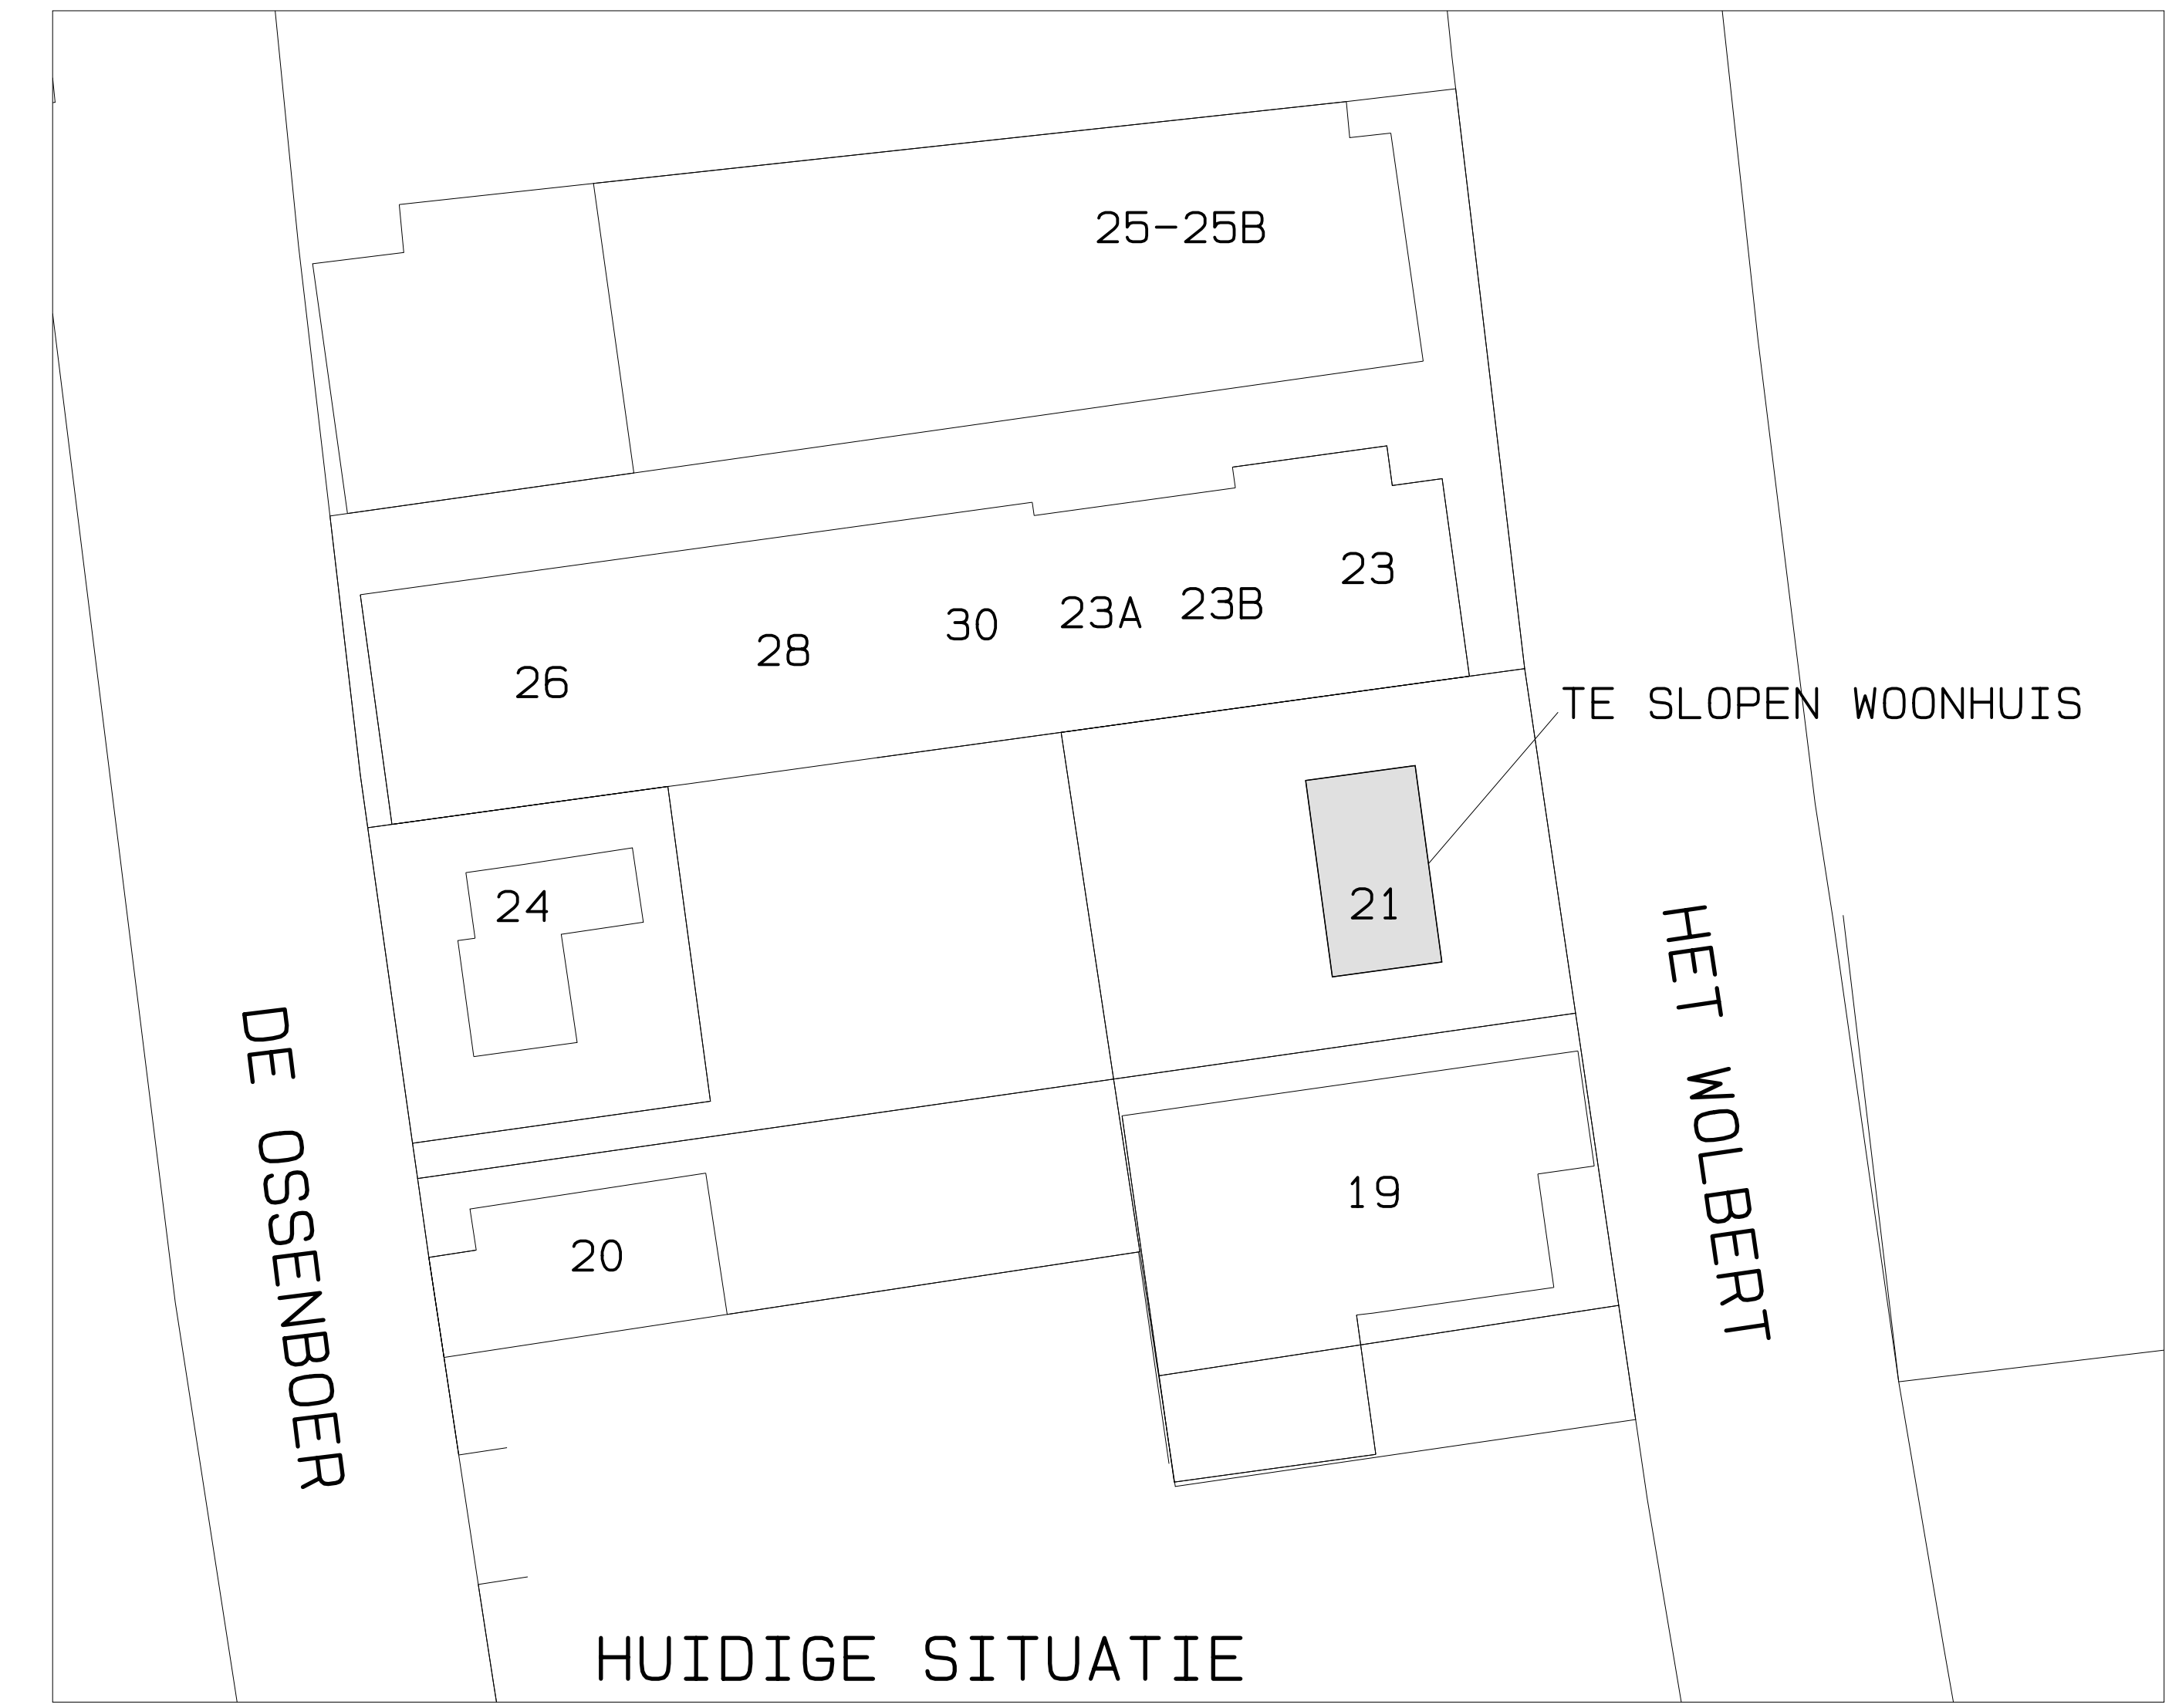 25-25B
23
23B
23A
30
28
26
TE SLOPEN WOONHUIS
24
21
HET WOLBERT
DE OSSENBOER
19
20
HUIDIGE SITUATIE